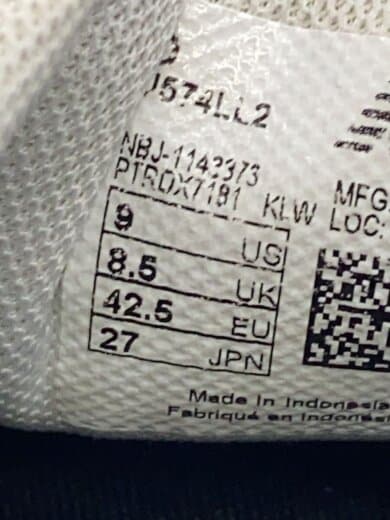 U574LL2
NBJ-1143373
PTRDX7181 KLW
MFG.
LOC:
9 US
8.5 UK
42.5 EU
27 JPN
Made in Indonesia
Fabriqué en Indonésie